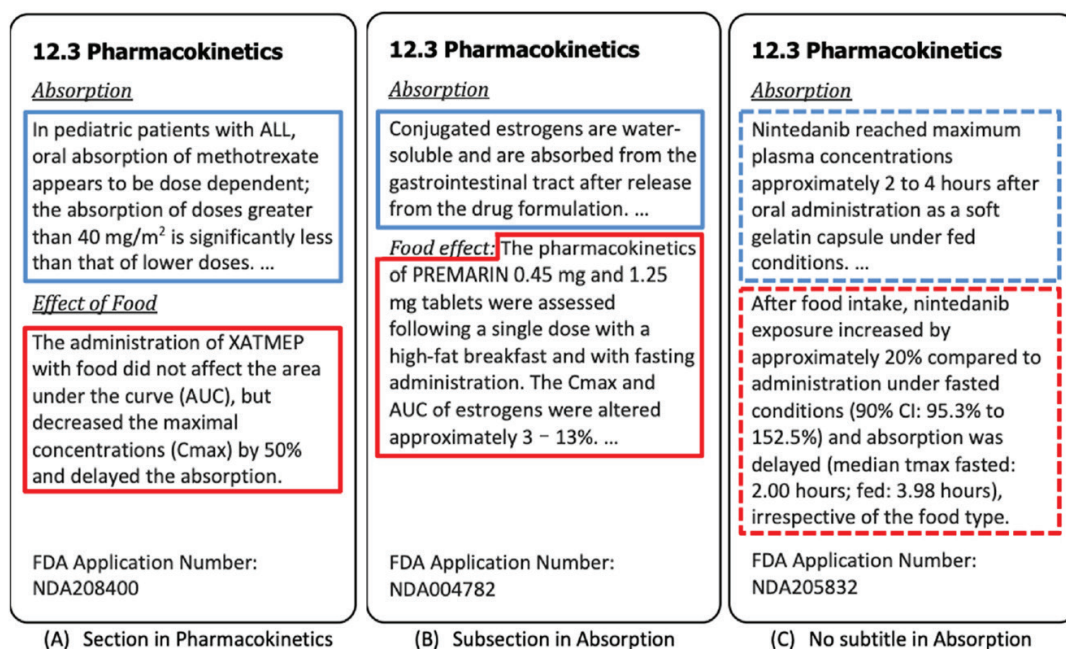 12.3 Pharmacokinetics
Absorption
In pediatric patients with ALL,
oral absorption of methotrexate
appears to be dose dependent;
the absorption of doses greater
than 40 mg/m² is significantly less
than that of lower doses. ...
Effect of Food
The administration of XATMEP
with food did not affect the area
under the curve (AUC), but
decreased the maximal
concentrations (Cmax) by 50%
and delayed the absorption.
FDA Application Number:
NDA208400
(A) Section in Pharmacokinetics
12.3 Pharmacokinetics
Absorption
Conjugated estrogens are water-
soluble and are absorbed from the
gastrointestinal tract after release
from the drug formulation. ...
Food effect: The pharmacokinetics
of PREMARIN 0.45 mg and 1.25
mg tablets were assessed
following a single dose with a
high-fat breakfast and with fasting
administration. The Cmax and
AUC of estrogens were altered
approximately 3 – 13%. ...
FDA Application Number:
NDA004782
(B) Subsection in Absorption
12.3 Pharmacokinetics
Absorption
Nintedanib reached maximum
plasma concentrations
approximately 2 to 4 hours after
oral administration as a soft
gelatin capsule under fed
conditions. ...
After food intake, nintedanib
exposure increased by
approximately 20% compared to
administration under fasted
conditions (90% CI: 95.3% to
152.5%) and absorption was
delayed (median tmax fasted:
2.00 hours; fed: 3.98 hours),
irrespective of the food type.
FDA Application Number:
NDA205832
(C) No subtitle in Absorption